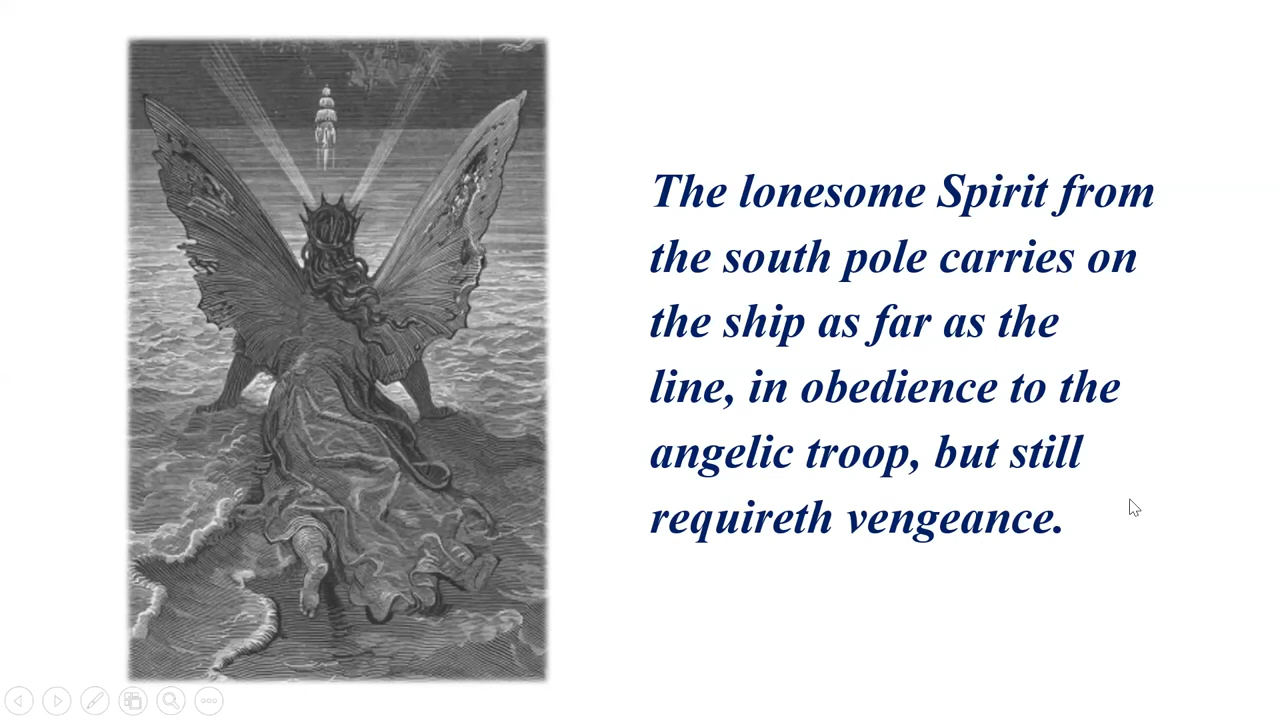 The lonesome Spirit from
the south pole carries on
the ship as far as the
line, in obedience to the
angelic troop, but still
requireth vengeance.